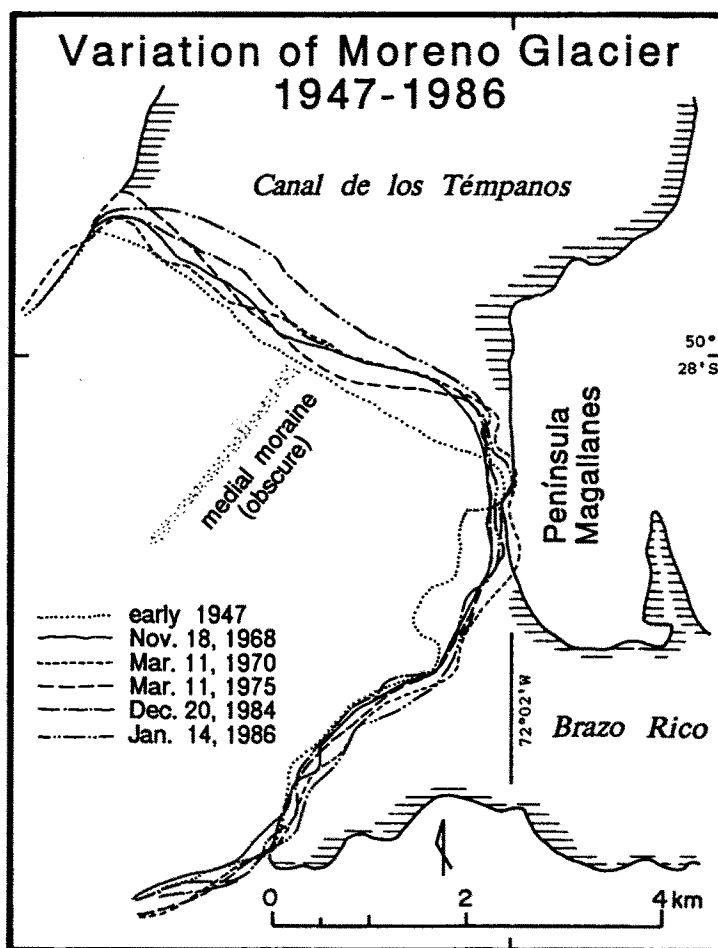 Variation of Moreno Glacier
1947-1986
Canal de los Témpanos
50°
28'S
medial moraine
(obscure)
Península
Magallanes
early 1947
Nov. 18, 1968
Mar. 11, 1970
Mar. 11, 1975
Dec. 20, 1984
Jan. 14, 1986
72°02'W
Brazo Rico
0 2 4 km